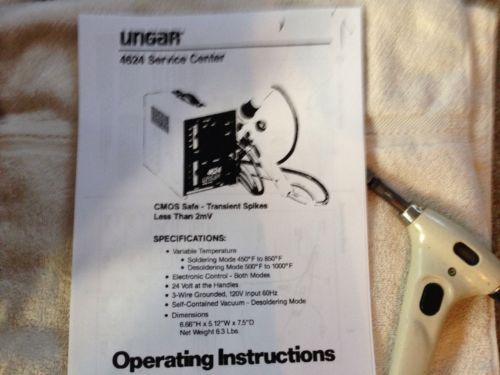 UNGAR
4624 Service Center
4624
CMOS Safe - Transient Spikes
Less Than 2mV
SPECIFICATIONS:
• Variable Temperature
• Soldering Mode 450°F to 850°F
• Desoldering Mode 500°F to 1000°F
• Electronic Control - Both Modes
• 24 Volt at the Handles
• 3-Wire Grounded, 120V Input 60Hz
• Self-Contained Vacuum - Desoldering Mode
• Dimensions
6.66"H x 5.12"W x 7.5"D
Net Weight 6.3 Lbs
Operating Instructions